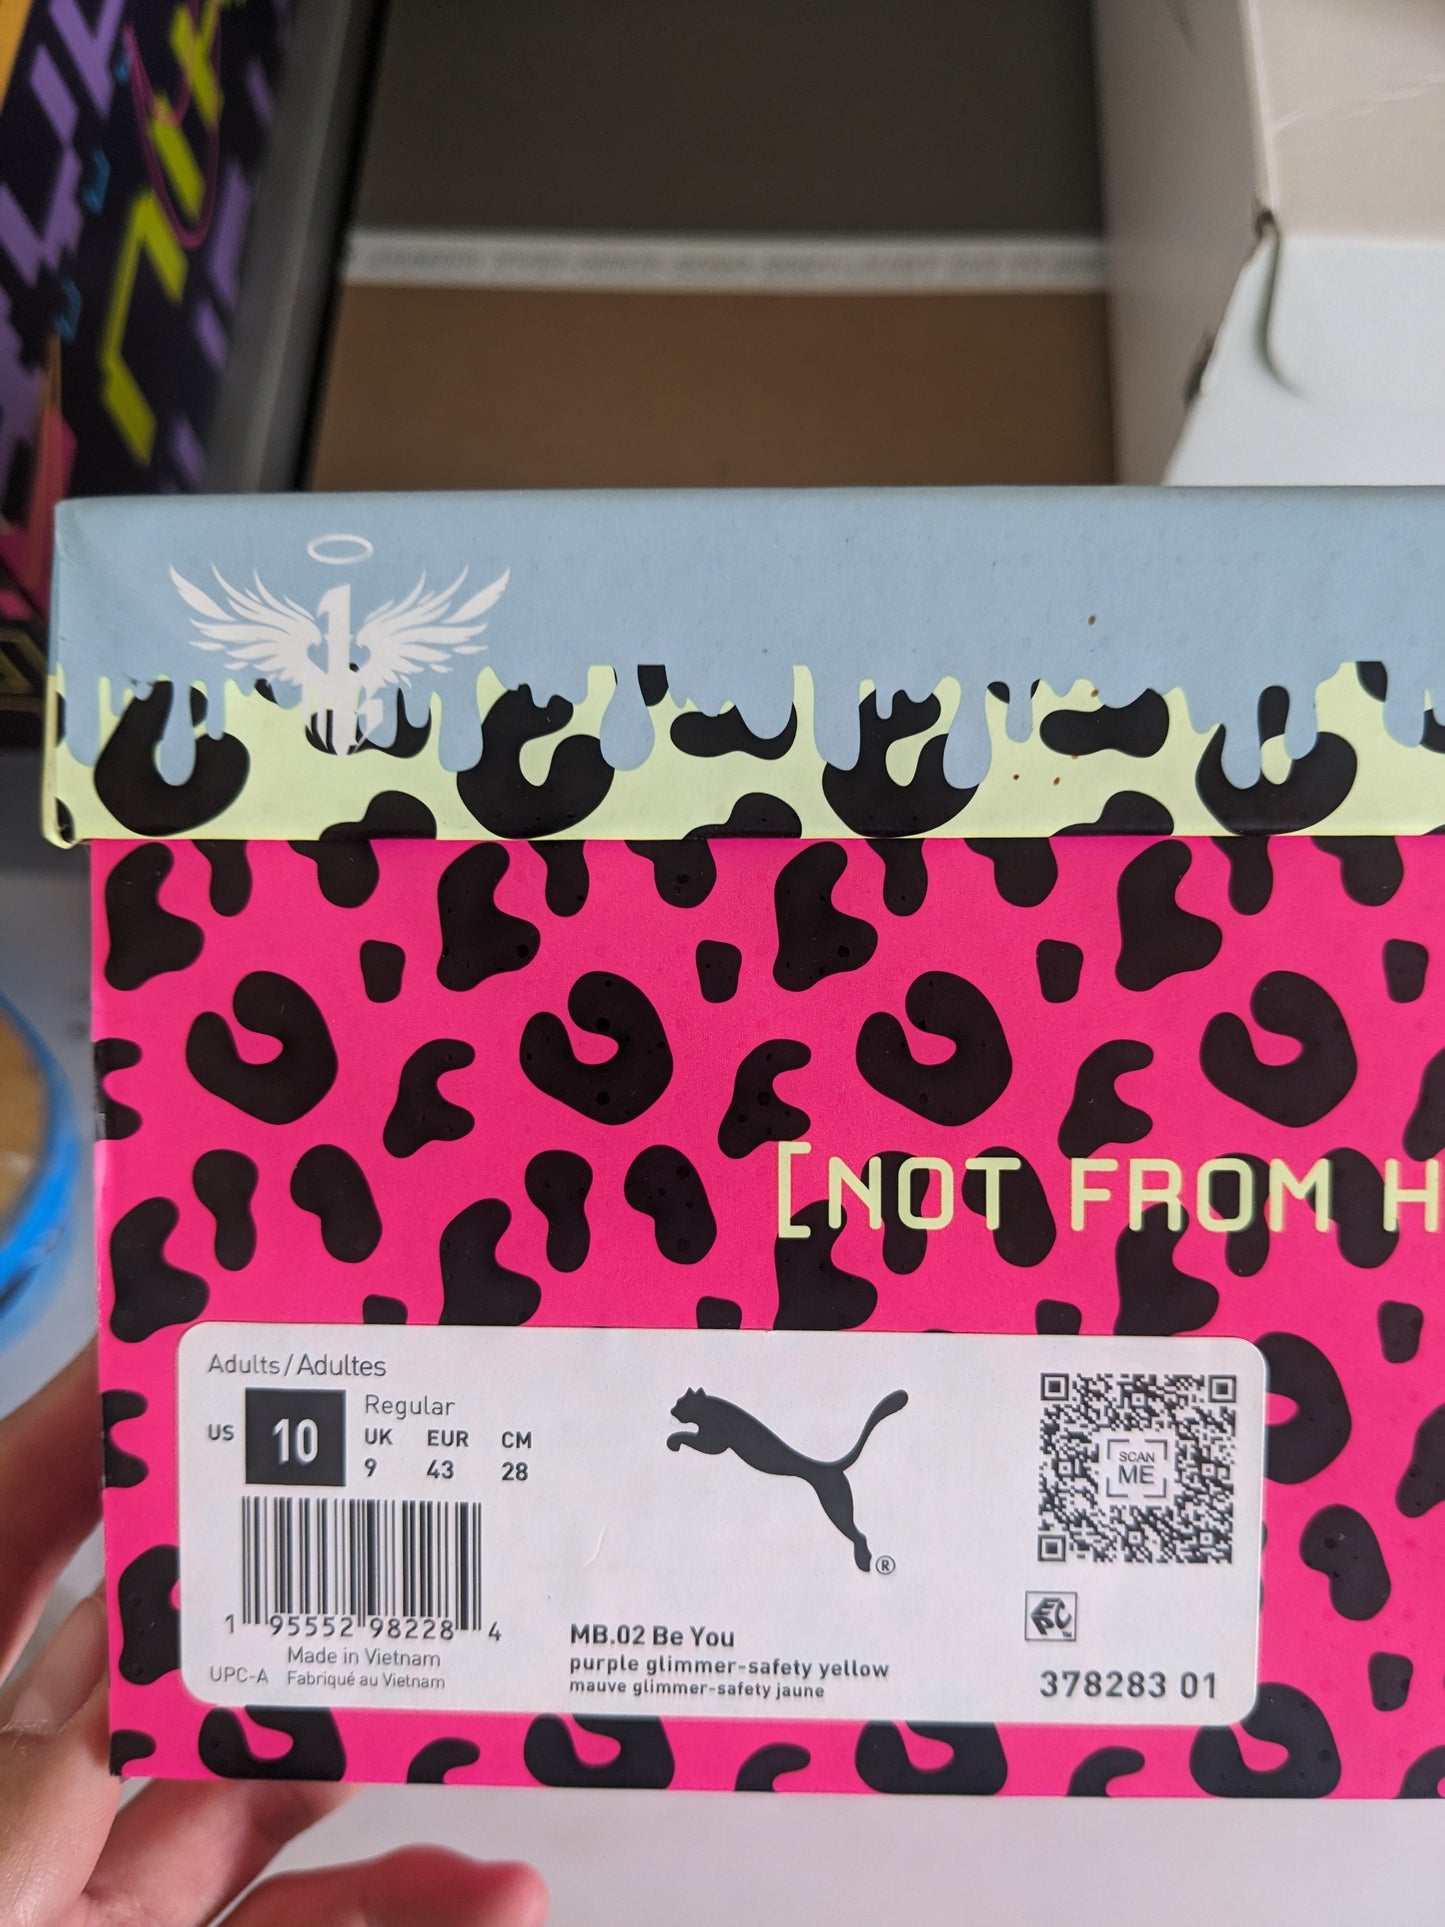 [NOT FROM H
Adults/Adultes
US 10
Regular
UK EUR CM
9 43 28
1 95552 98228 4
Made in Vietnam
UPC-A Fabriqué au Vietnam
®
MB.02 Be You
purple glimmer-safety yellow
mauve glimmer-safety jaune
SCAN
ME
EPC™
378283 01